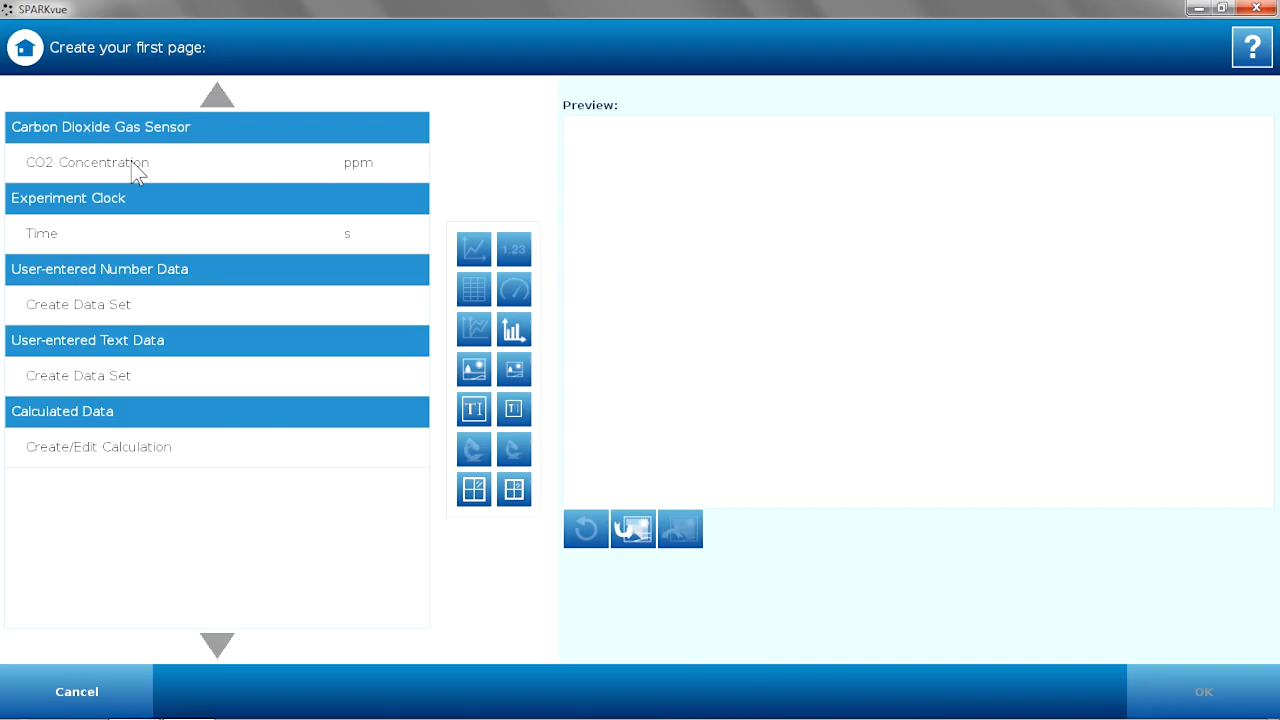 SPARKvue
Create your first page:
?
Carbon Dioxide Gas Sensor
CO2 Concentration ppm
Experiment Clock
Time s
User-entered Number Data
Create Data Set
User-entered Text Data
Create Data Set
Calculated Data
Create/Edit Calculation
1.23
TI
TI
Preview:
Cancel
OK